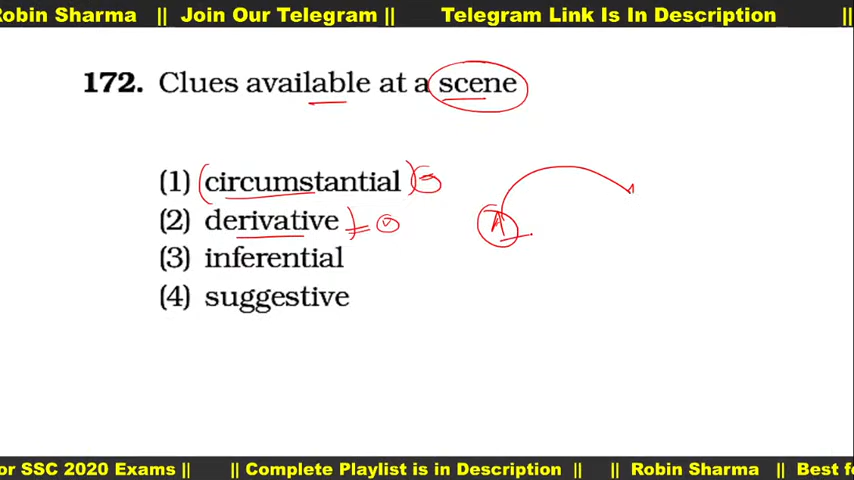 Robin Sharma || Join Our Telegram || Telegram Link Is In Description ||
172. Clues available at a scene
(1) circumstantial
(2) derivative
(3) inferential
(4) suggestive
or SSC 2020 Exams || || Complete Playlist is in Description || || Robin Sharma || Best f